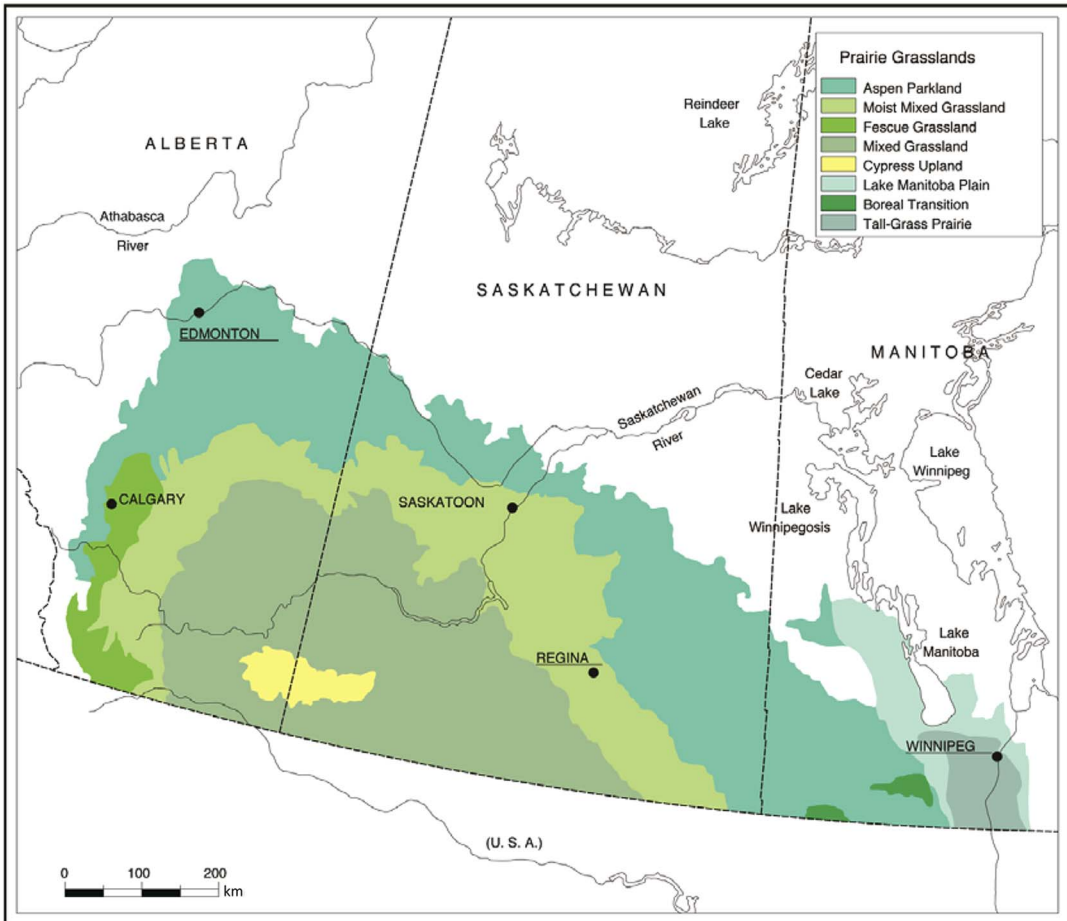 Prairie Grasslands
Aspen Parkland
Moist Mixed Grassland
Fescue Grassland
Mixed Grassland
Cypress Upland
Lake Manitoba Plain
Boreal Transition
Tall-Grass Prairie
Reindeer
Lake
ALBERTA
Athabasca
River
SASKATCHEWAN
EDMONTON
MANITOBA
Cedar
Lake
Saskatchewan
River
Lake
Winnipeg
CALGARY
SASKATOON
Lake
Winnipegosis
Lake
Manitoba
REGINA
WINNIPEG
(U. S. A.)
0 100 200
km